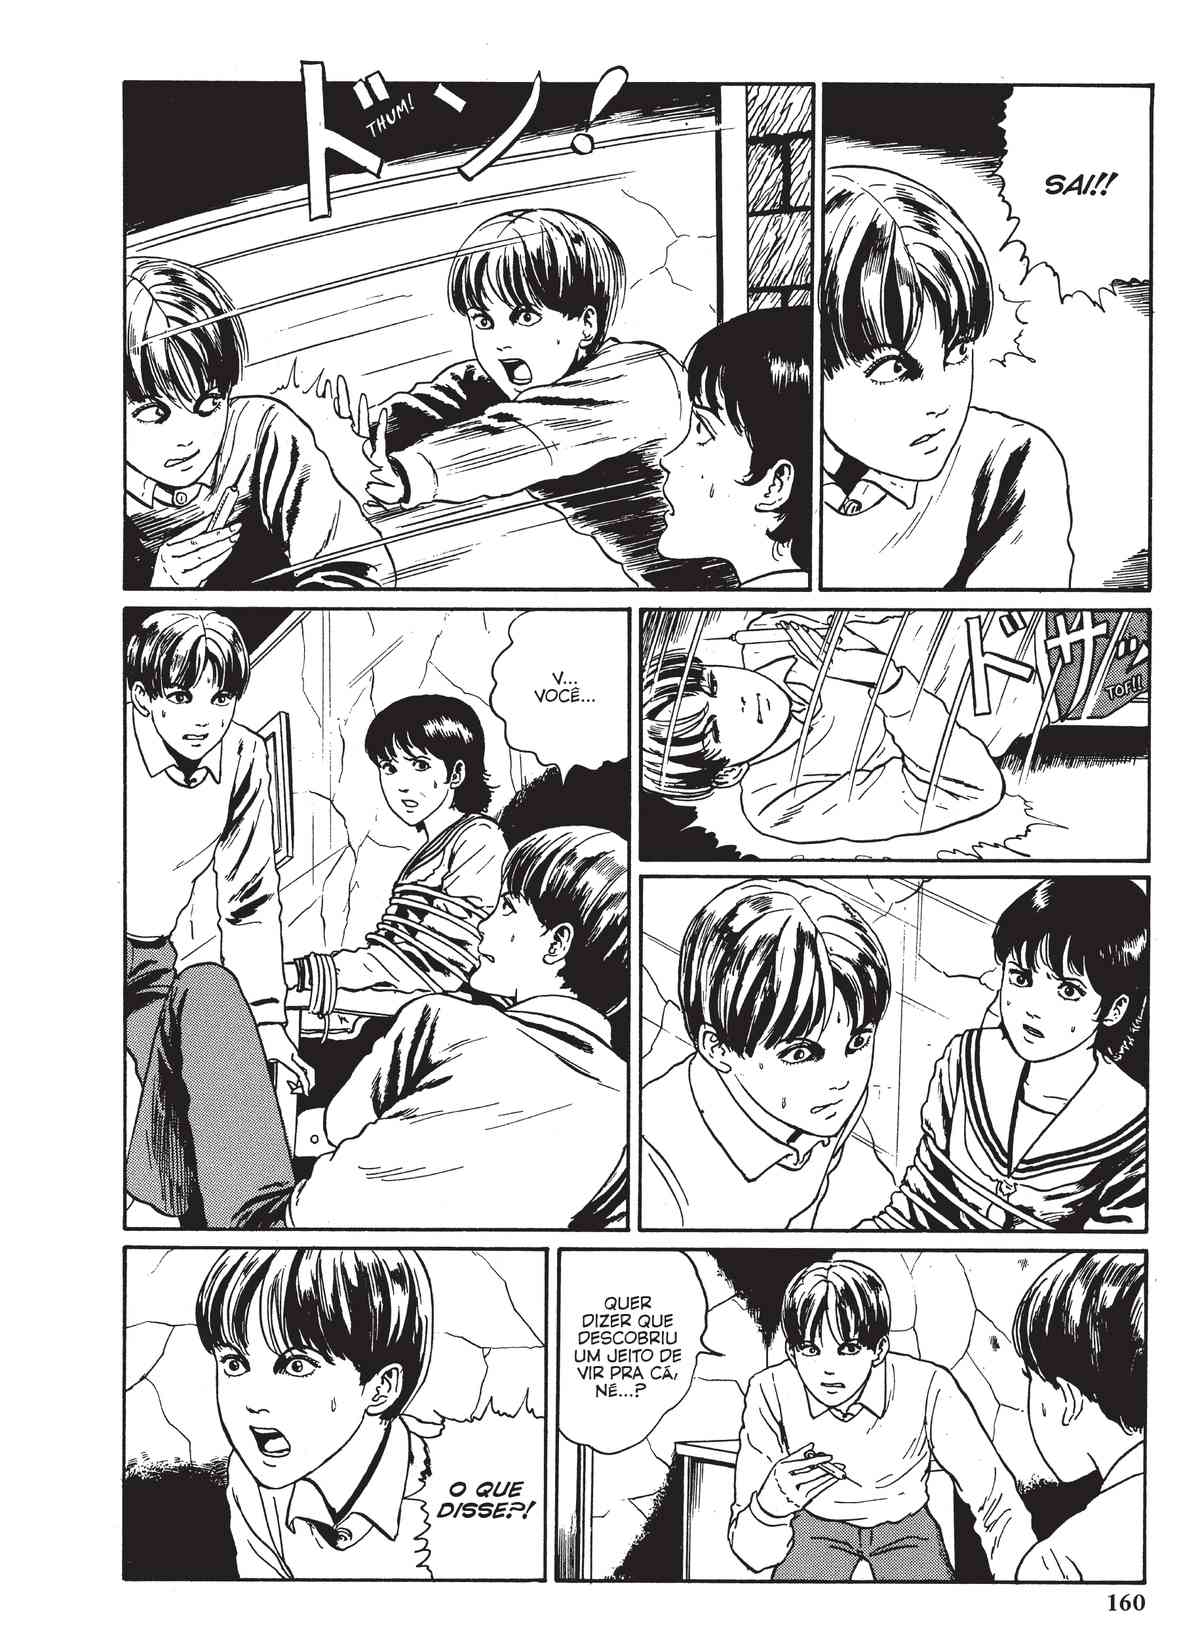 SAI!!
ドーン!
THUM!
ドサッ
TOF!!
V...
VOCÊ...
QUER
DIZER QUE
DESCOBRIU
UM JEITO DE
VIR PRA CÁ,
NÉ...?
O QUE
DISSE?!
160